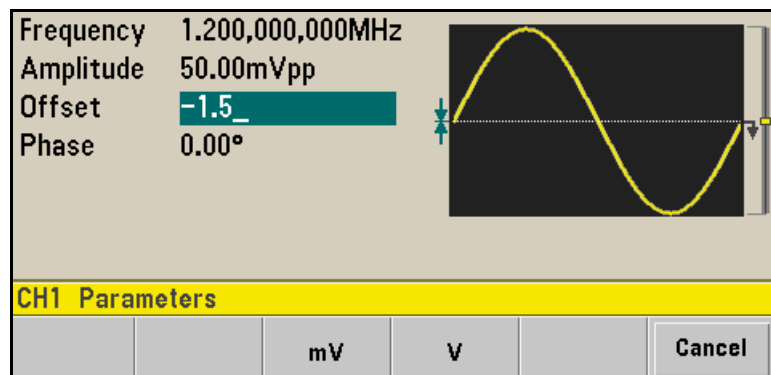 Frequency 1.200,000,000MHz
Amplitude 50.00mVpp
Offset -1.5_
Phase 0.00°
CH1 Parameters
mV V Cancel